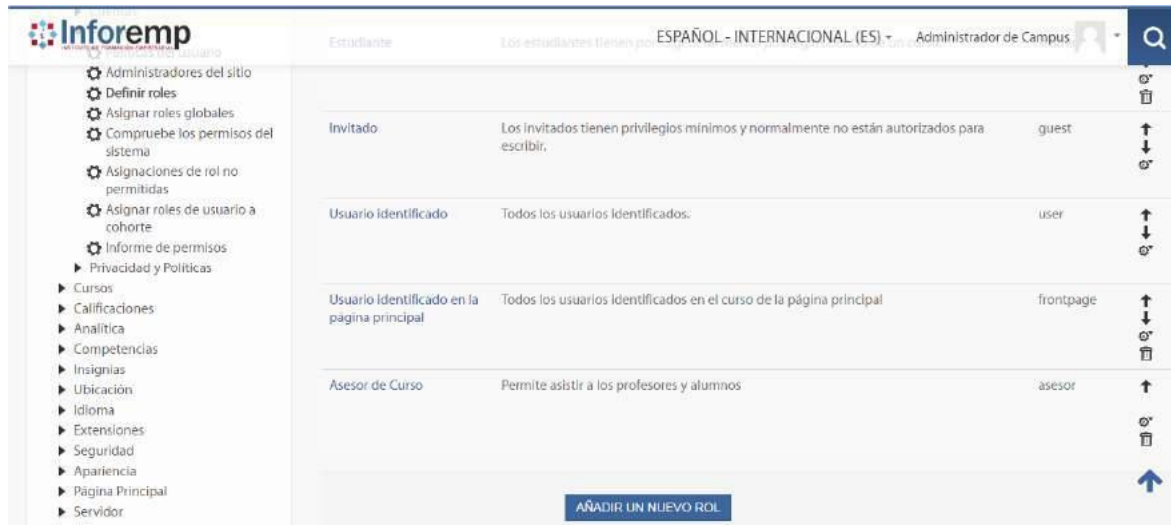 Inforemp
ESPAÑOL - INTERNACIONAL (ES)
Administrador de Campus
Estudiante
Los estudiantes tienen por
Administradores del sitio
Definir roles
Asignar roles globales
Compruebe los permisos del
sistema
Asignaciones de rol no
permitidas
Asignar roles de usuario a
cohorte
Informe de permisos
Privacidad y Políticas
Cursos
Calificaciones
Analítica
Competencias
Insignias
Ubicación
Idioma
Extensiones
Seguridad
Apariencia
Página Principal
Servidor
Invitado
Los invitados tienen privilegios mínimos y normalmente no están autorizados para
escribir.
guest
Usuario identificado
Todos los usuarios identificados.
user
Usuario identificado en la
página principal
Todos los usuarios identificados en el curso de la página principal
frontpage
Asesor de Curso
Permite asistir a los profesores y alumnos
asesor
AÑADIR UN NUEVO ROL